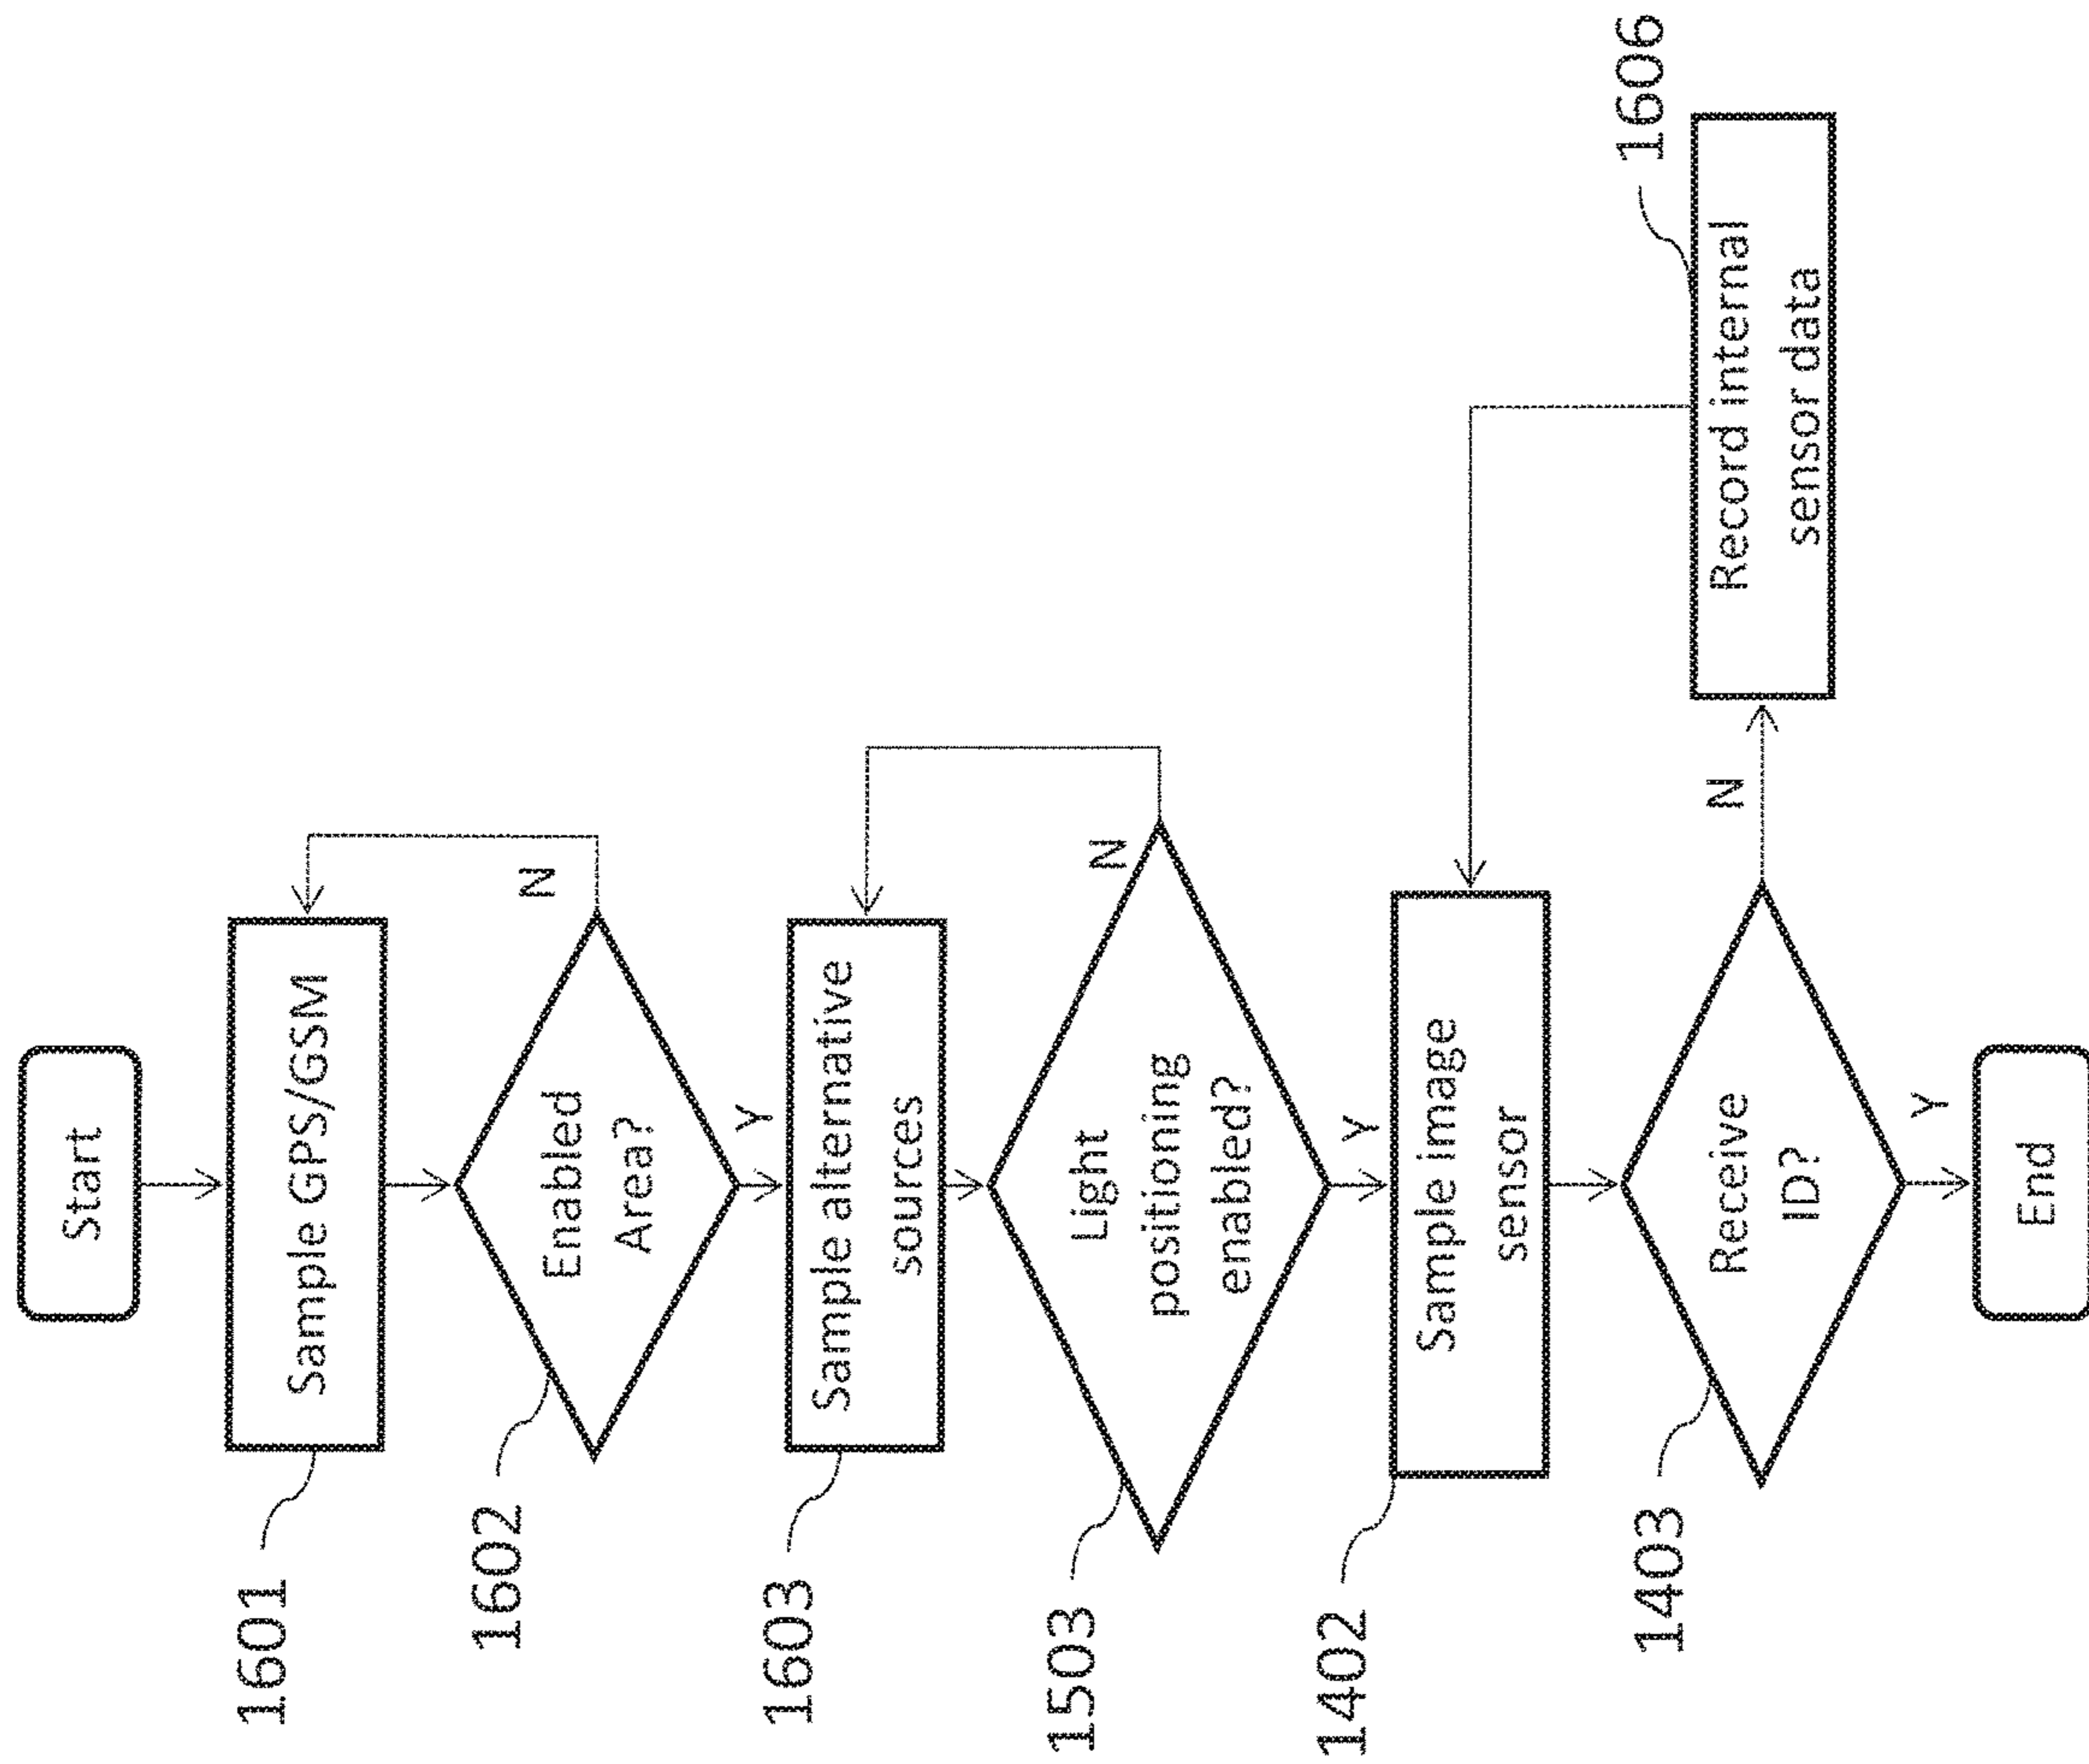 Start
1601
Sample GPS/GSM
1602
Enabled
Area?
N
Y
1603
Sample alternative
sources
1503
Light
positioning
enabled?
N
Y
1402
Sample image
sensor
1403
Receive
ID?
N
Y
1606
Record internal
sensor data
End